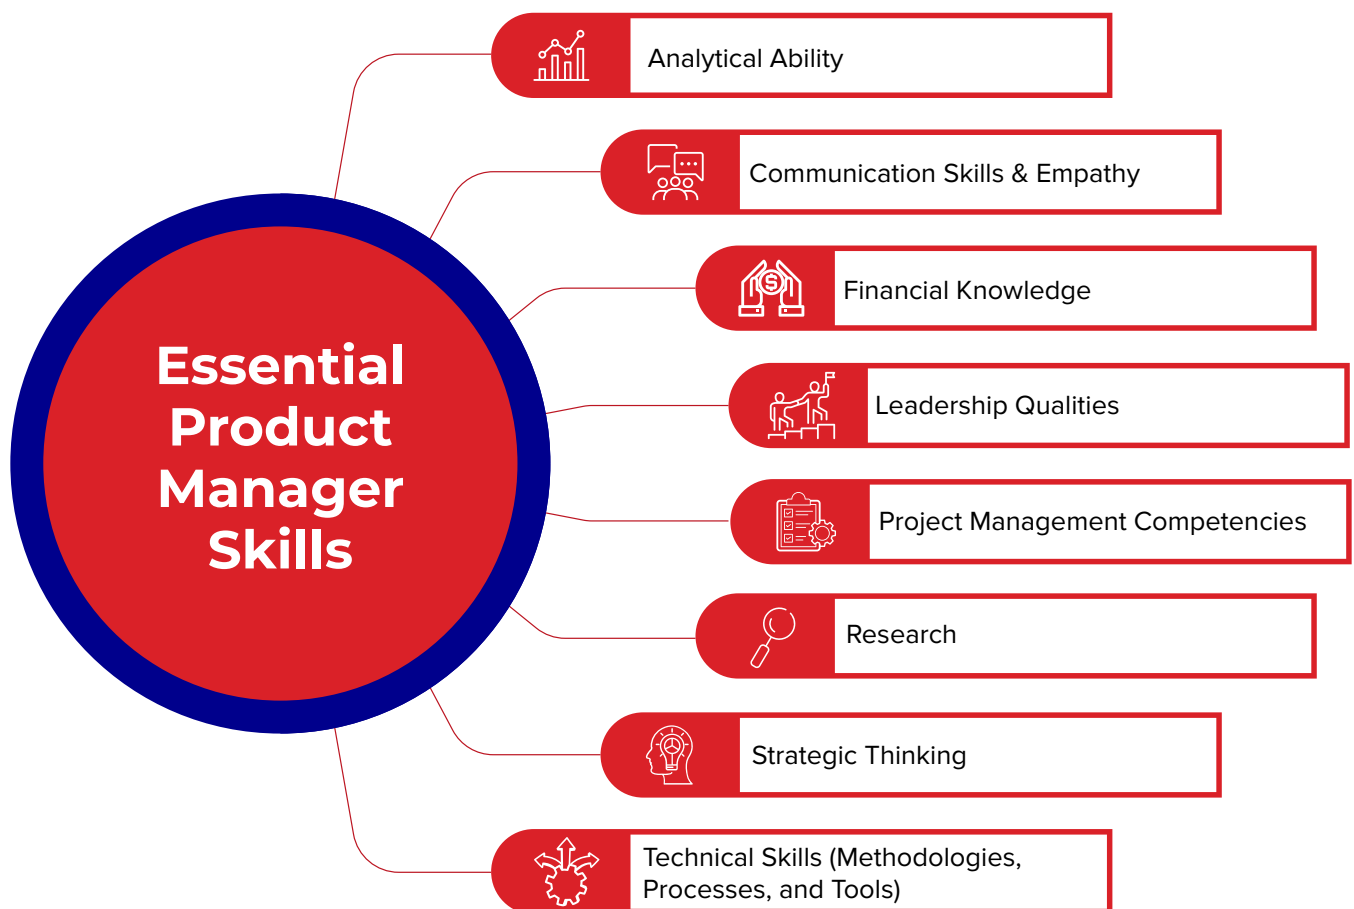 Essential
Product
Manager
Skills
Analytical Ability
Communication Skills & Empathy
Financial Knowledge
Leadership Qualities
Project Management Competencies
Research
Strategic Thinking
Technical Skills (Methodologies,
Processes, and Tools)